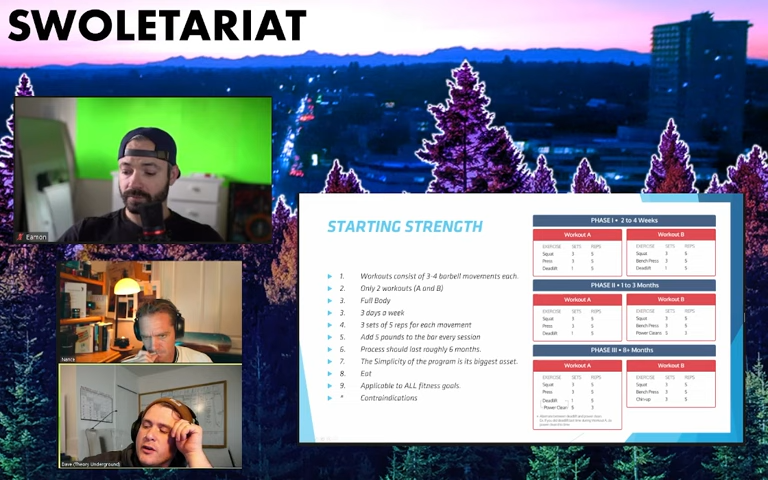 SWOLETARIAT
Eamon
Nance
Dave (Theory Underground)
STARTING STRENGTH
1. Workouts consist of 3-4 barbell movements each.
2. Only 2 workouts (A and B)
3. Full Body
3. 3 days a week
4. 3 sets of 5 reps for each movement
5. Add 5 pounds to the bar every session
6. Process should last roughly 6 months.
7. The Simplicity of the program is its biggest asset.
8. Eat
9. Applicable to ALL fitness goals.
* Contraindications
PHASE I • 2 to 4 Weeks
Workout A
EXERCISE SETS REPS
Squat 3 5
Press 3 5
Deadlift 1 5
Workout B
EXERCISE SETS REPS
Squat 3 5
Bench Press 3 5
Deadlift 1 5
PHASE II • 1 to 3 Months
Workout A
EXERCISE SETS REPS
Squat 3 5
Press 3 5
Deadlift 1 5
Workout B
EXERCISE SETS REPS
Squat 3 5
Bench Press 3 5
Power Cleans 5 3
PHASE III • II+ Months
Workout A
EXERCISE SETS REPS
Squat 3 5
Press 3 5
Deadlift 1 5
Power Clean 5 3
Workout B
EXERCISE SETS REPS
Squat 3 5
Bench Press 3 5
Chin-up 3